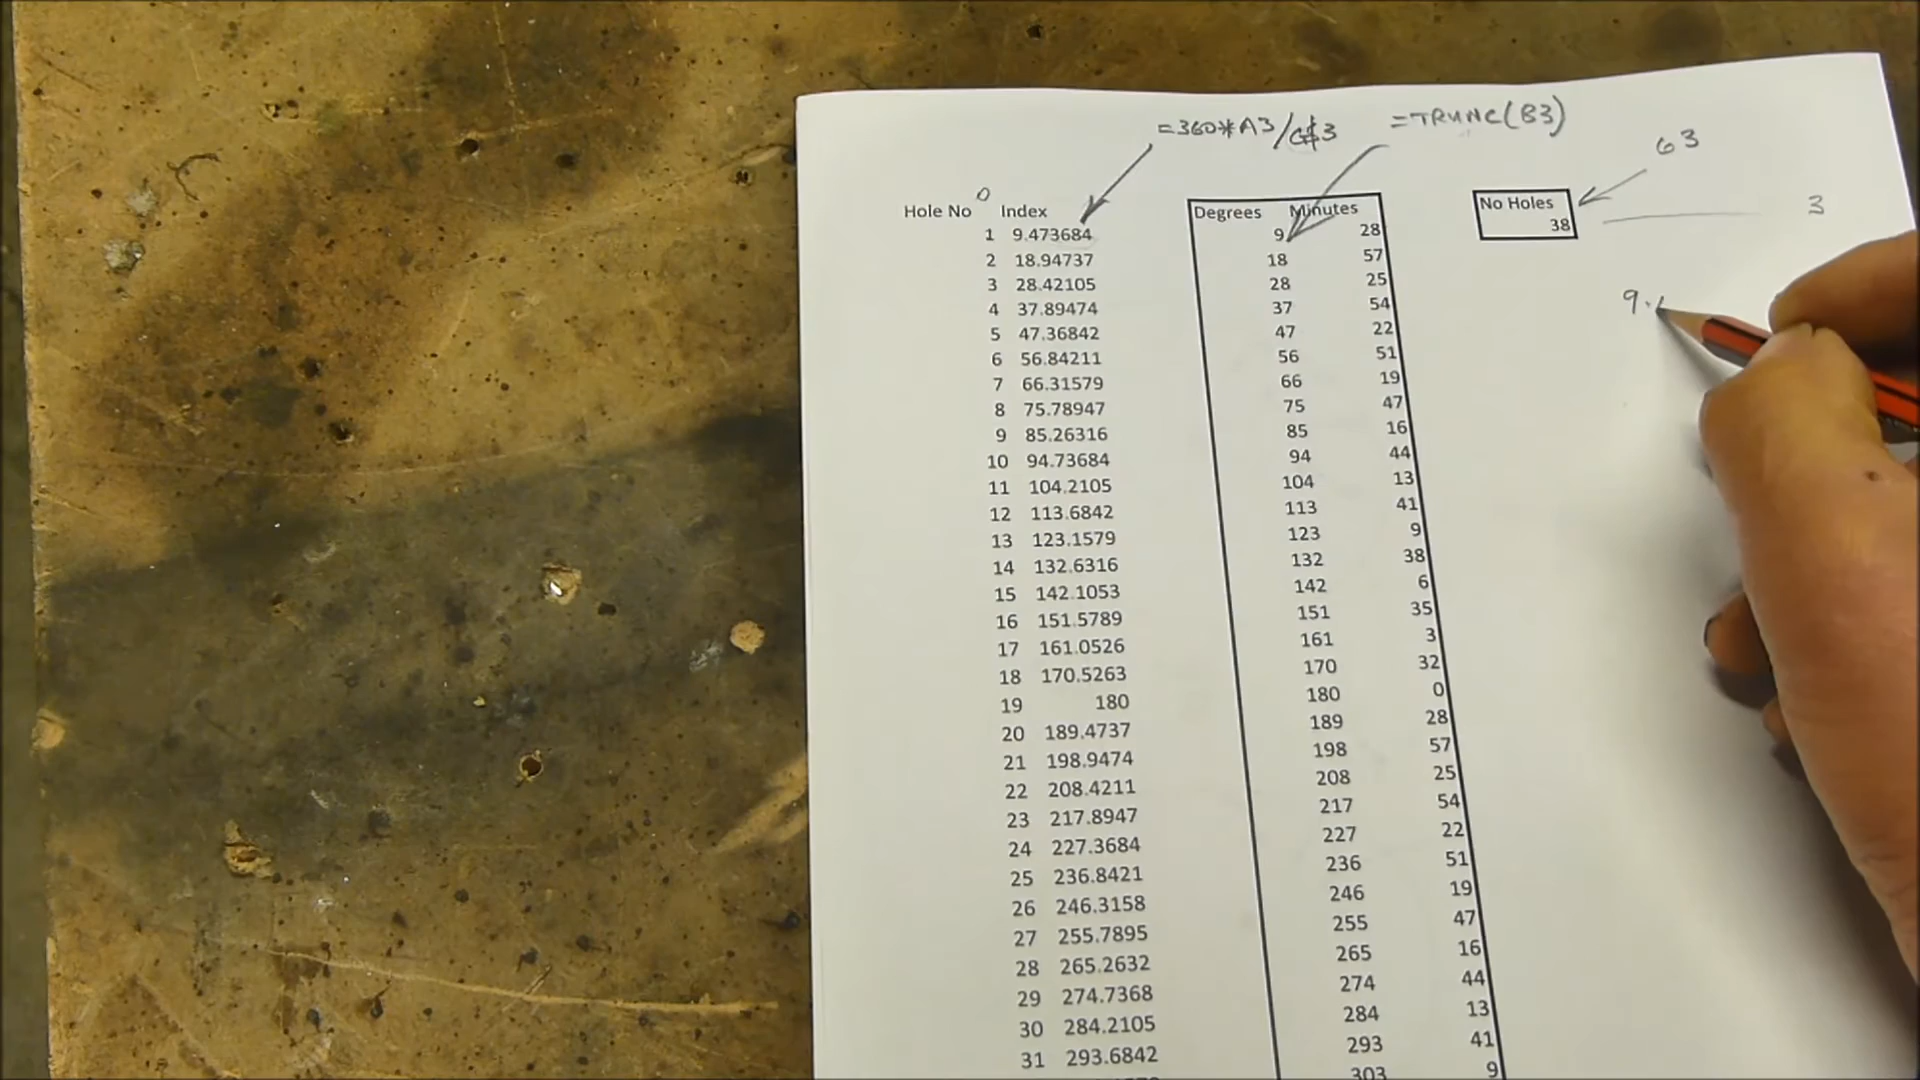 =360*A3/G$3
=TRUNC(B3)
63
0
Hole No Index Degrees Minutes No Holes
38 3
1 9.473684 9 28
2 18.94737 18 57
3 28.42105 28 25
9.
4 37.89474 37 54
5 47.36842 47 22
6 56.84211 56 51
7 66.31579 66 19
8 75.78947 75 47
9 85.26316 85 16
10 94.73684 94 44
11 104.2105 104 13
12 113.6842 113 41
13 123.1579 123 9
14 132.6316 132 38
15 142.1053 142 6
16 151.5789 151 35
17 161.0526 161 3
18 170.5263 170 32
19 180 180 0
20 189.4737 189 28
21 198.9474 198 57
22 208.4211 208 25
23 217.8947 217 54
24 227.3684 227 22
25 236.8421 236 51
26 246.3158 246 19
27 255.7895 255 47
28 265.2632 265 16
29 274.7368 274 44
30 284.2105 284 13
31 293.6842 293 41
303 9